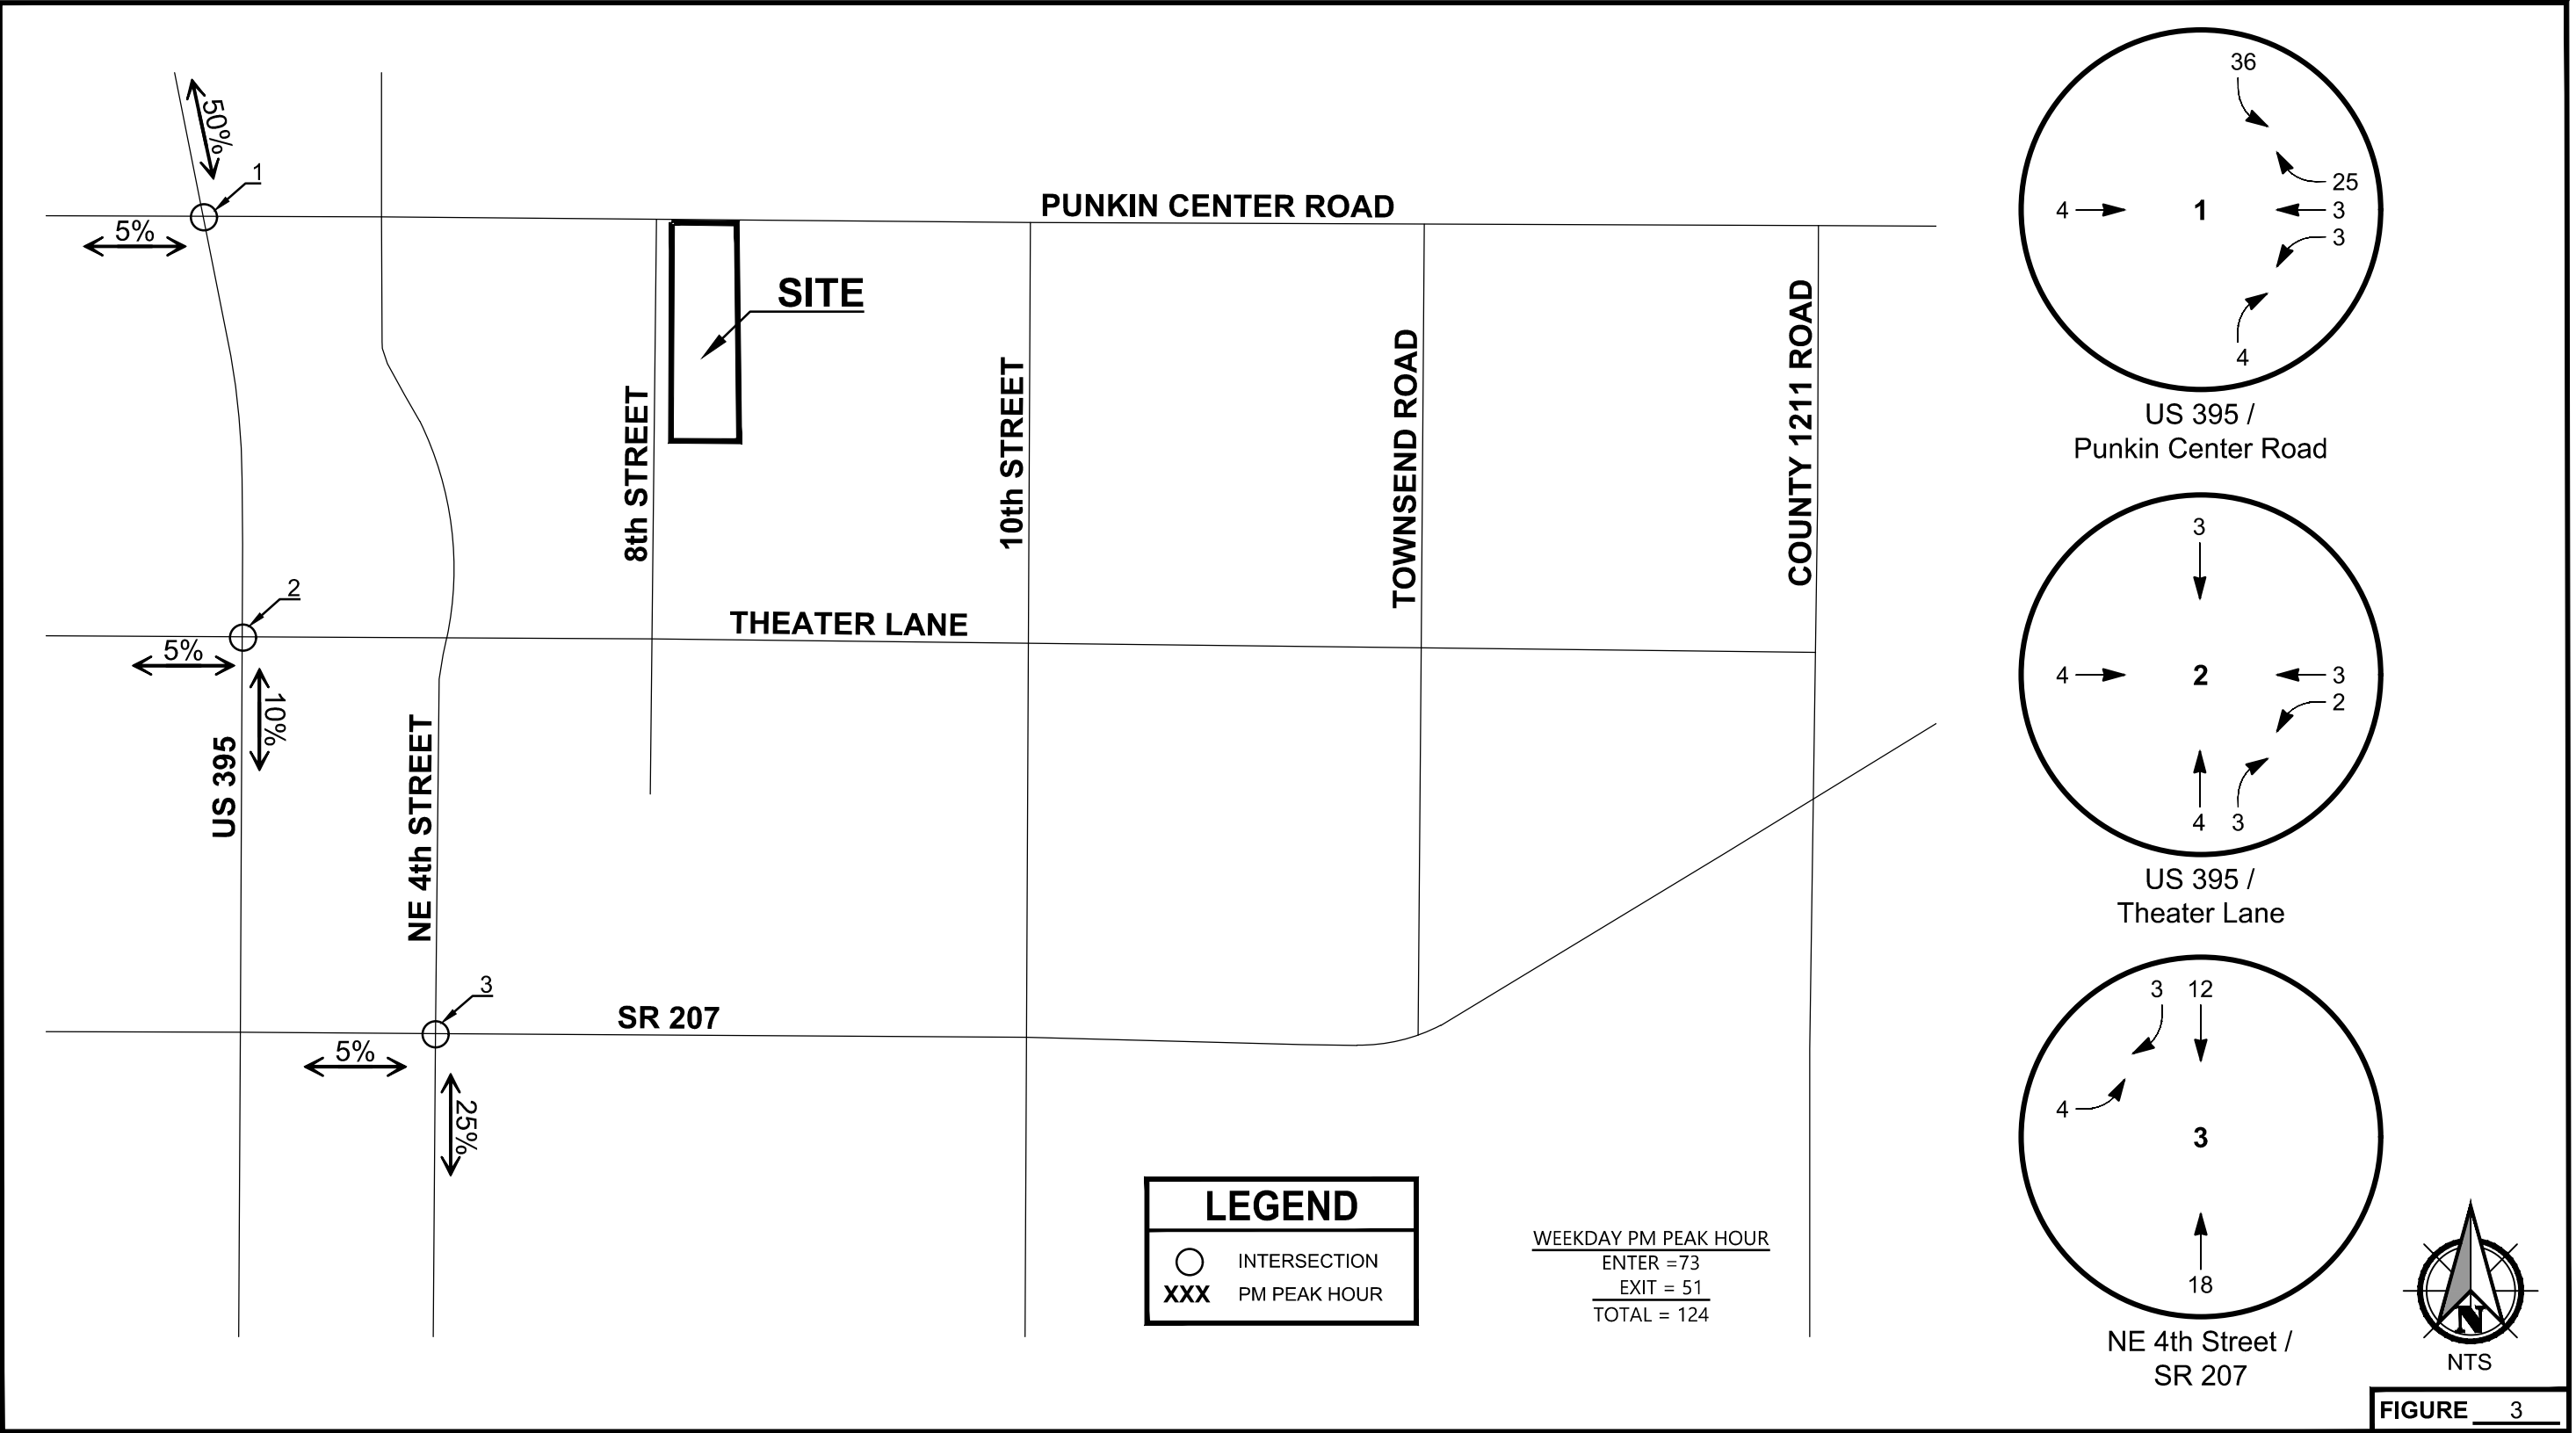 50%
1
5%
PUNKIN CENTER ROAD
SITE
8th STREET
10th STREET
TOWNSEND ROAD
COUNTY 1211 ROAD
2
5%
10%
THEATER LANE
US 395
NE 4th STREET
3
5%
25%
SR 207
LEGEND
INTERSECTION
XXX PM PEAK HOUR
WEEKDAY PM PEAK HOUR
ENTER =73
EXIT = 51
TOTAL = 124
36
25
4 1 3
3
4
US 395 /
Punkin Center Road
3
4 2 3
2
4 3
US 395 /
Theater Lane
3 12
4
3
18
NE 4th Street /
SR 207
N
NTS
FIGURE 3